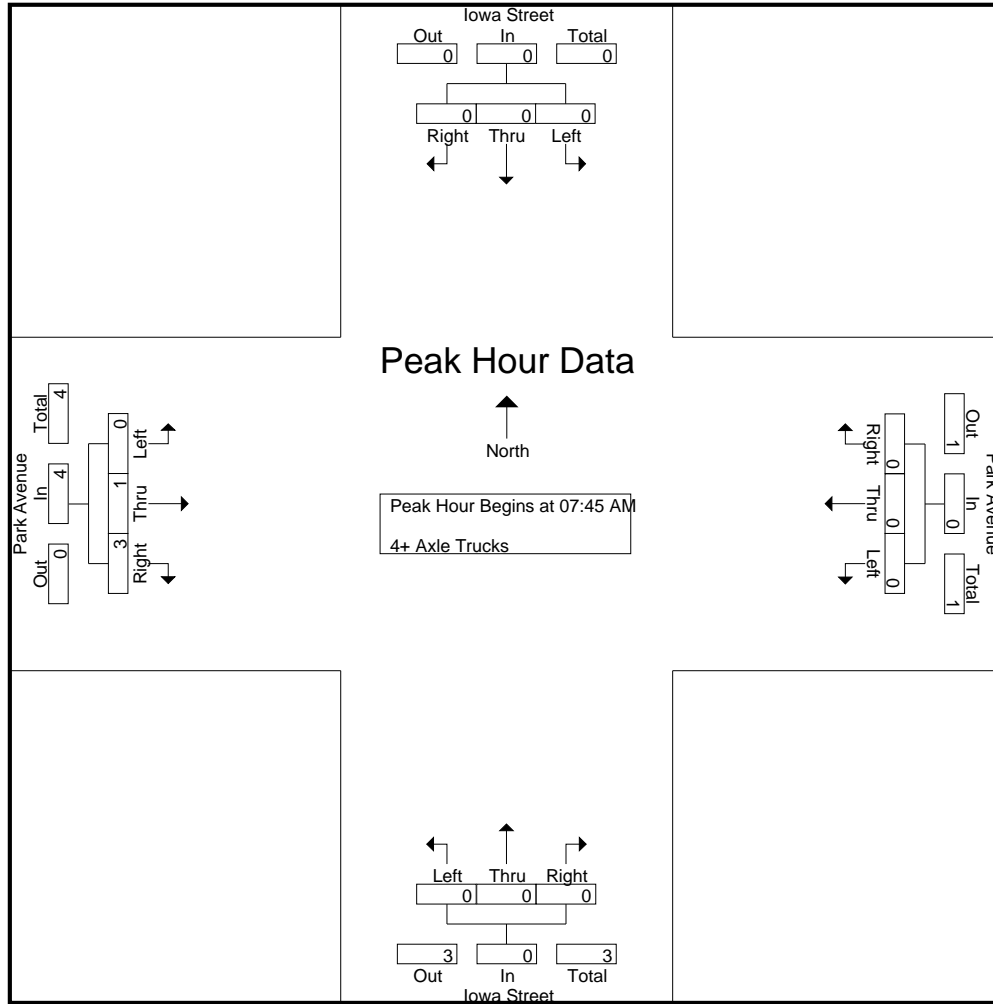 Iowa Street
Out In Total
0 0 0
0 0 0
Right Thru Left
Peak Hour Data
North
Peak Hour Begins at 07:45 AM
4+ Axle Trucks
Park Avenue
Total In Out
4 4 0
0 1 3
Left Thru Right
Park Avenue
Out In Total
1 0 1
0 0 0
Right Thru Left
Left Thru Right
0 0 0
3 0 3
Out In Total
Iowa Street